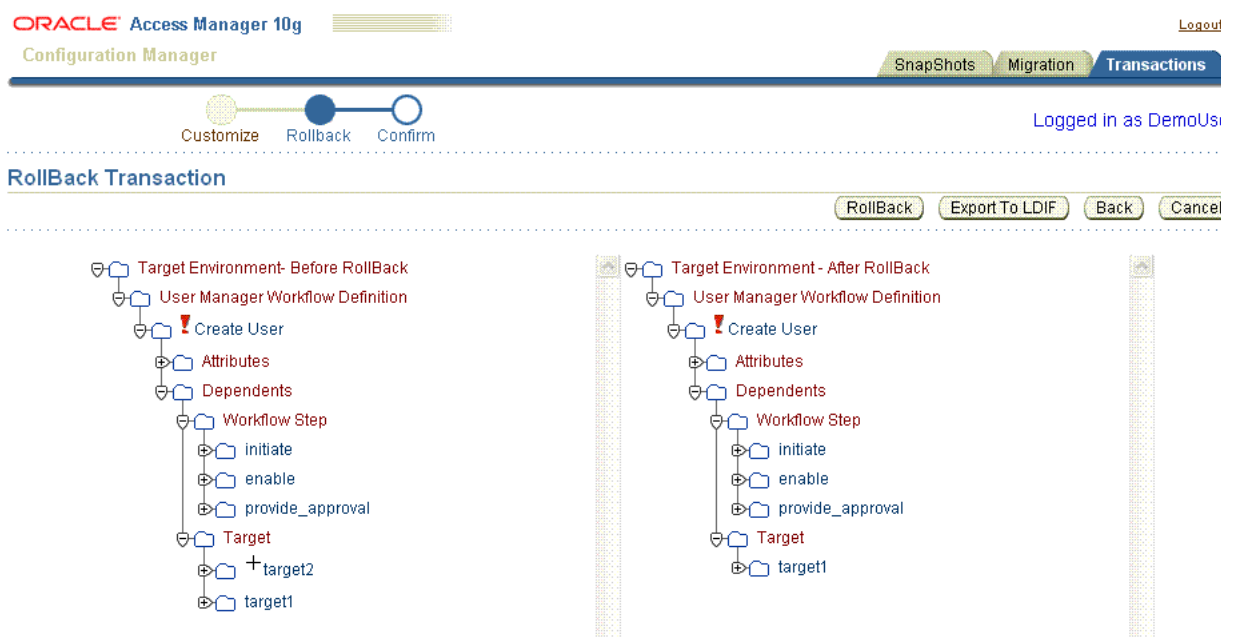 ORACLE Access Manager 10g
Logout
Configuration Manager
SnapShots Migration Transactions
Customize Rollback Confirm
Logged in as
RollBack Transaction
RollBack Export To LDIF Back Cancel
Target Environment- Before RollBack
User Manager Workflow Definition
Create User
Attributes
Dependents
Workflow Step
initiate
enable
provide_approval
Target
target2
target1
Target Environment - After RollBack
User Manager Workflow Definition
Create User
Attributes
Dependents
Workflow Step
initiate
enable
provide_approval
Target
target1